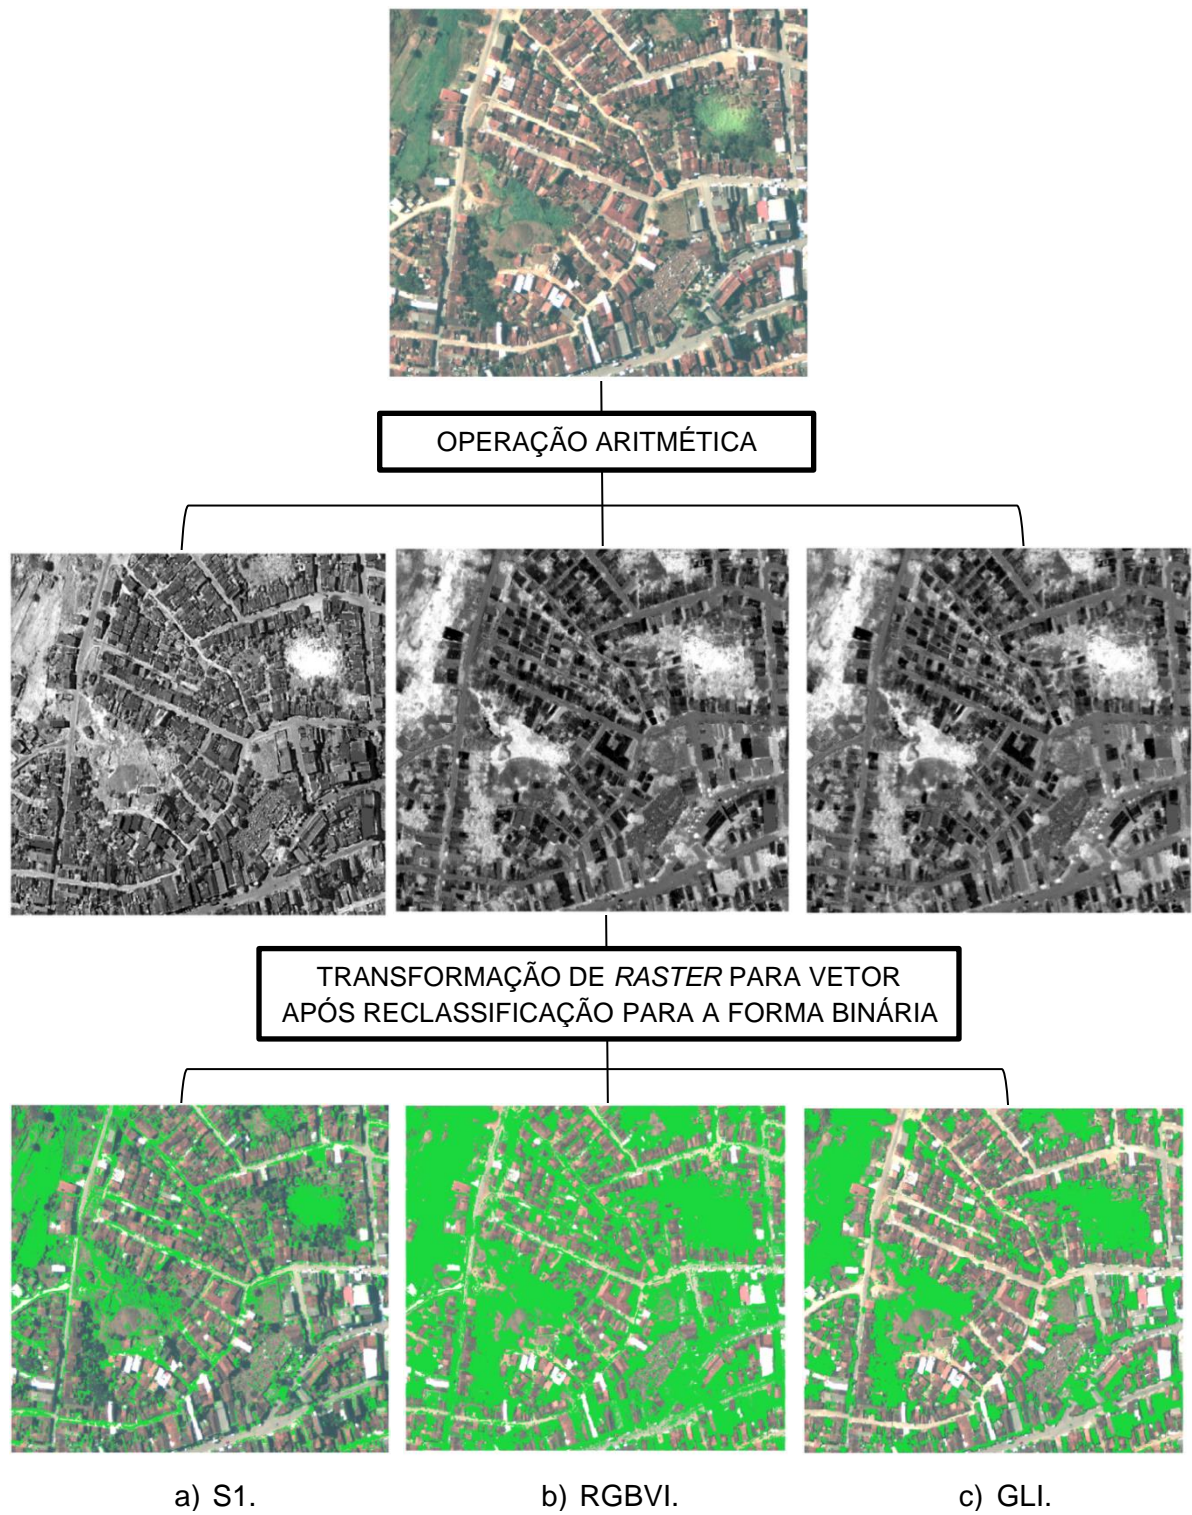 OPERAÇÃO ARITMÉTICA
TRANSFORMAÇÃO DE RASTER PARA VETOR
APÓS RECLASSIFICAÇÃO PARA A FORMA BINÁRIA
a) S1.
b) RGBVI.
c) GLI.